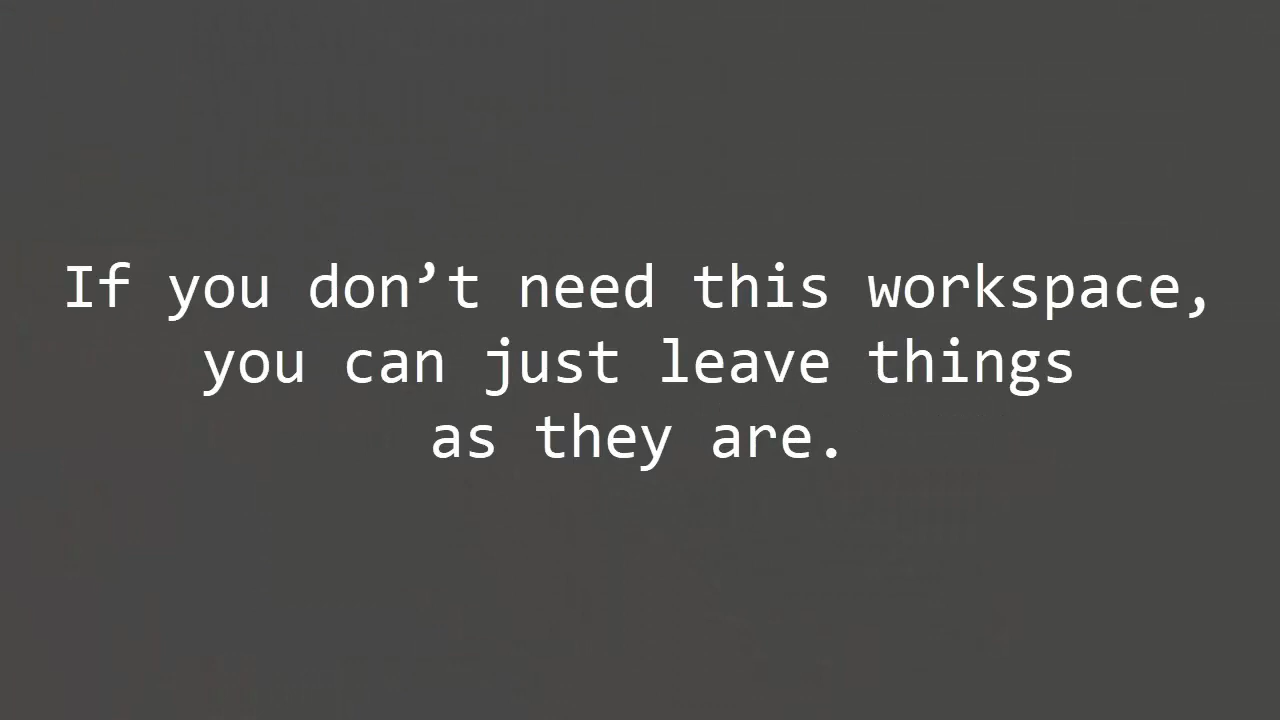 If you don’t need this workspace,
you can just leave things
as they are.